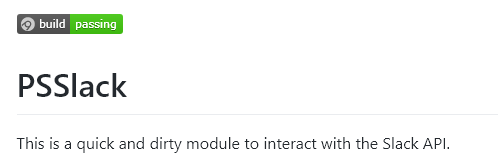 build passing
PSSlack
This is a quick and dirty module to interact with the Slack API.